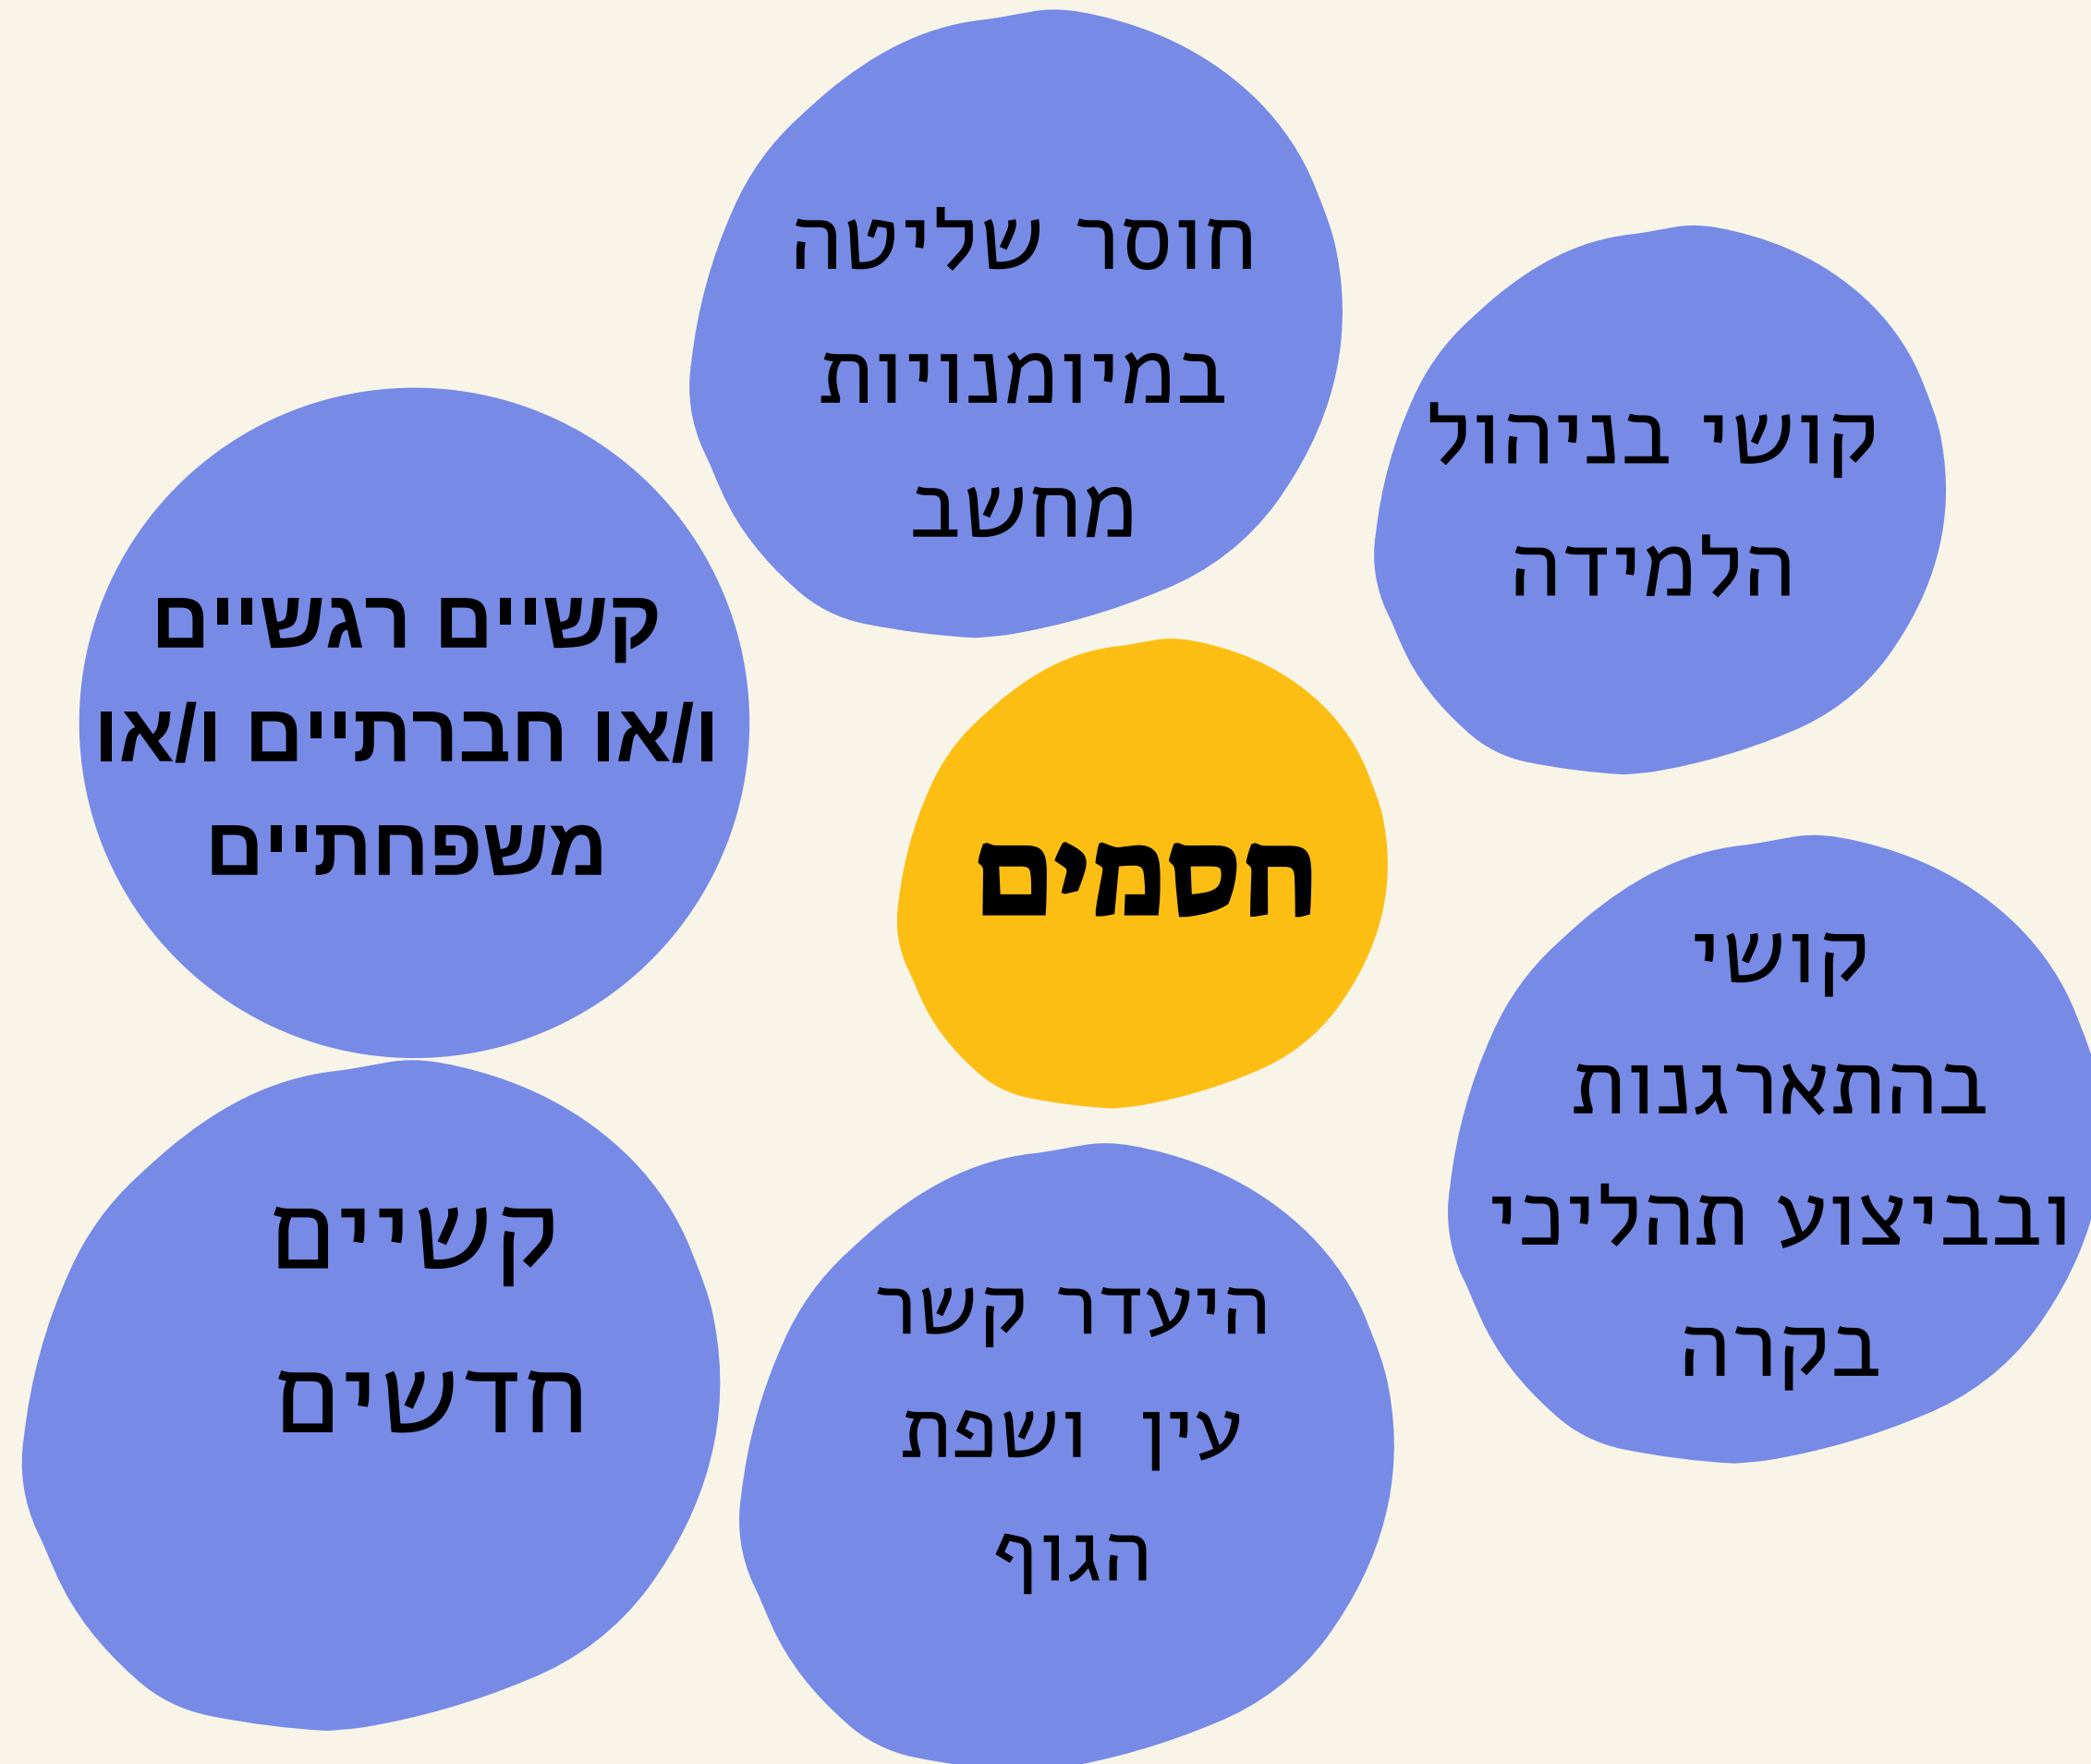 חוסר שליטה
במיומנויות
מחשב
קושי בניהול
הלמידה
קשיים רגשיים
ו/או חברתיים ו/או
משפחתיים
חסמים
קושי
בהתארגנות
ובביצוע תהליכי
בקרה
קשיים
חדשים
היעדר קשר
עין ושפת
הגוף